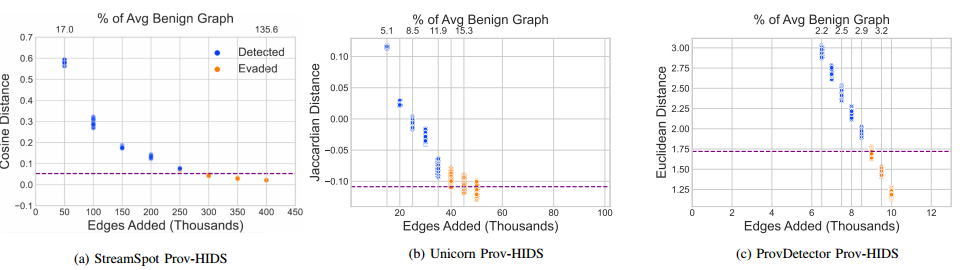 % of Avg Benign Graph
17.0 135.6
0.7
0.6
0.5
0.4
0.3
0.2
0.1
0.0
−0.1
Cosine Distance
Detected
Evaded
0 50 100 150 200 250 300 350 400 450
Edges Added (Thousands)
(a) StreamSpot Prov-HIDS
% of Avg Benign Graph
5.1 8.5 11.9 15.3
0.10
0.05
0.00
−0.05
−0.10
Jaccardian Distance
20 40 60 80 100
Edges Added (Thousands)
(b) Unicorn Prov-HIDS
% of Avg Benign Graph
2.2 2.5 2.9 3.2
3.00
2.75
2.50
2.25
2.00
1.75
1.50
1.25
Euclidean Distance
0 2 4 6 8 10 12
Edges Added (Thousands)
(c) ProvDetector Prov-HIDS